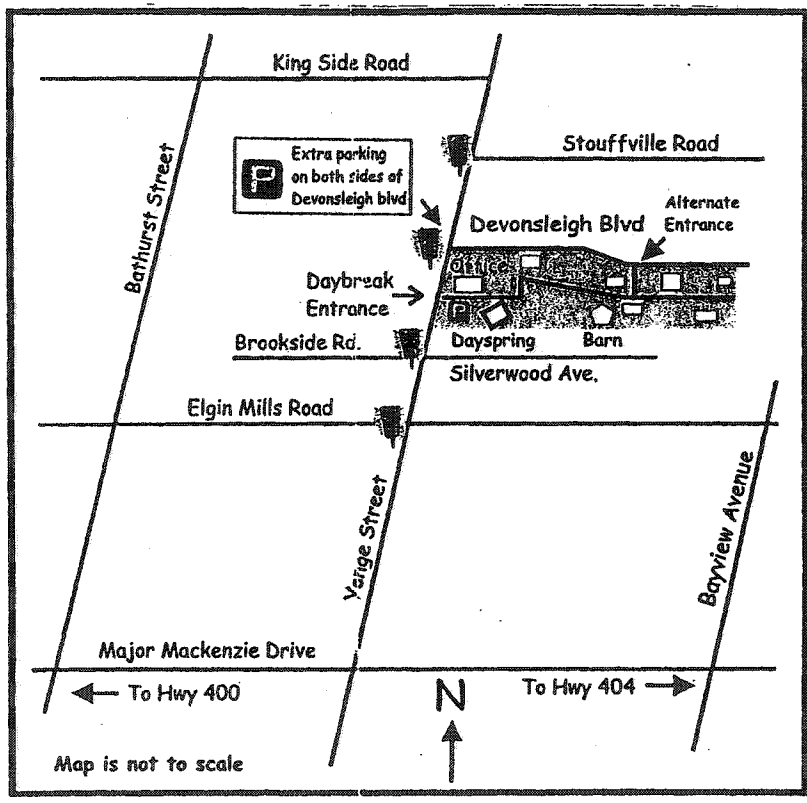 King Side Road
Bathurst Street
P
Extra parking
on both sides of
Devonsleigh blvd
Stouffville Road
Devonsleigh Blvd
Alternate
Entrance
Office
Daybreak
Entrance
P
Dayspring
Barn
Brookside Rd.
Silverwood Ave.
Elgin Mills Road
Yonge Street
Bayview Avenue
Major Mackenzie Drive
To Hwy 400
N
To Hwy 404
Map is not to scale